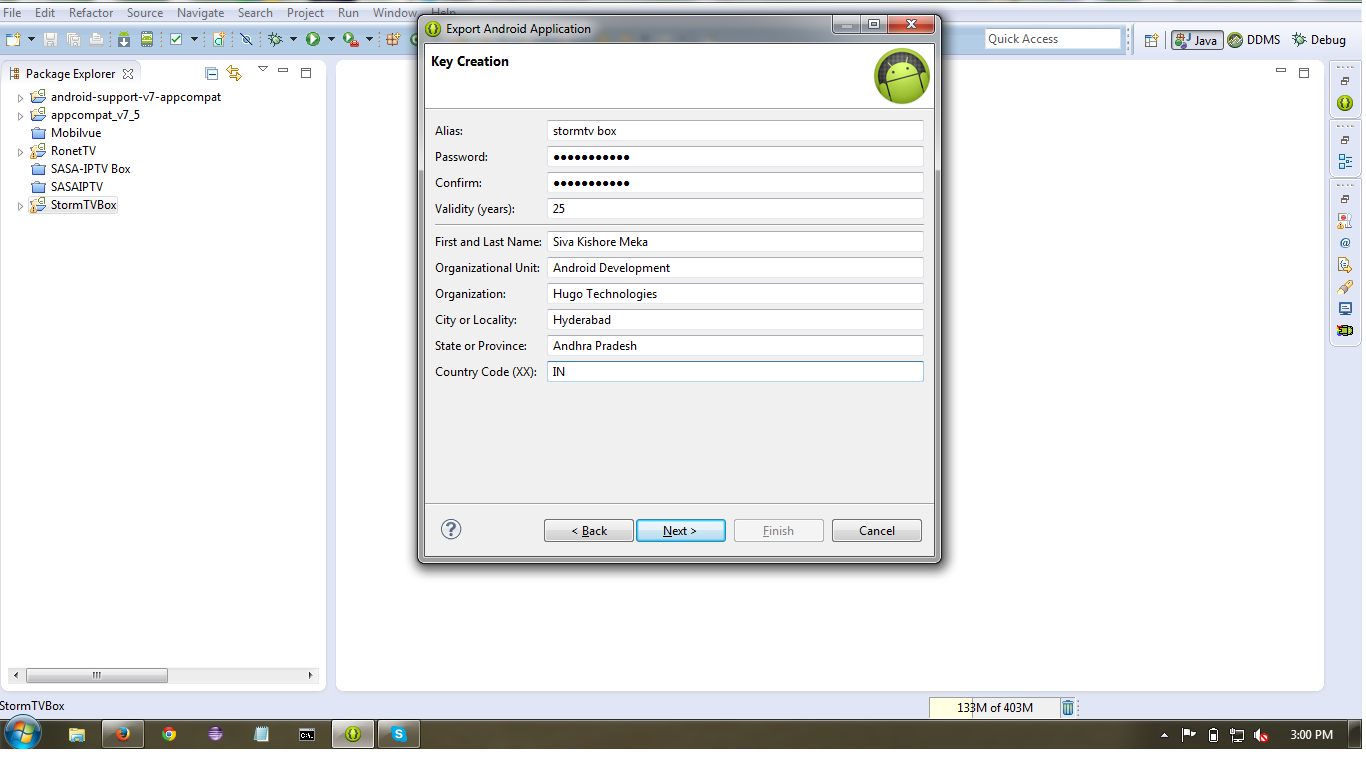 File Edit Refactor Source Navigate Search Project Run Window Help
Export Android Application
Quick Access
Java DDMS Debug
Package Explorer
Key Creation
android-support-v7-appcompat
appcompat_v7_5
Mobilvue
RonetTV
SASA-IPTV Box
SASAIPTV
StormTVBox
Alias: stormtv box
Password: ●●●●●●●●●●●
Confirm: ●●●●●●●●●●●
Validity (years): 25
First and Last Name: Siva Kishore Meka
Organizational Unit: Android Development
Organization: Hugo Technologies
City or Locality: Hyderabad
State or Province: Andhra Pradesh
Country Code (XX): IN
? < Back Next > Finish Cancel
StormTVBox
133M of 403M
3:00 PM